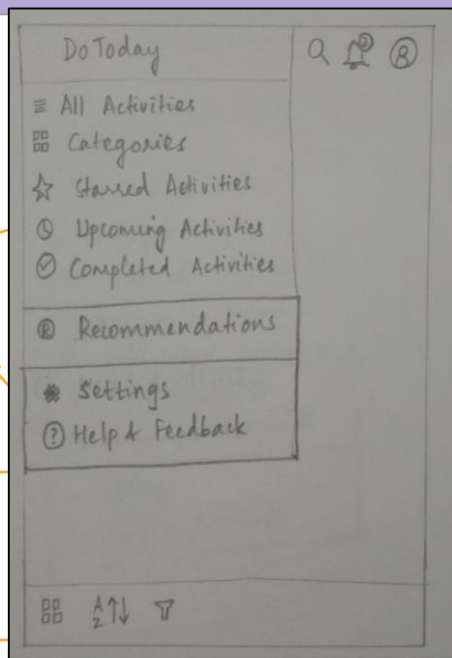 DoToday
All Activities
Categories
Starred Activities
Upcoming Activities
Completed Activities
® Recommendations
Settings
? Help & Feedback
A
Z ↑↓